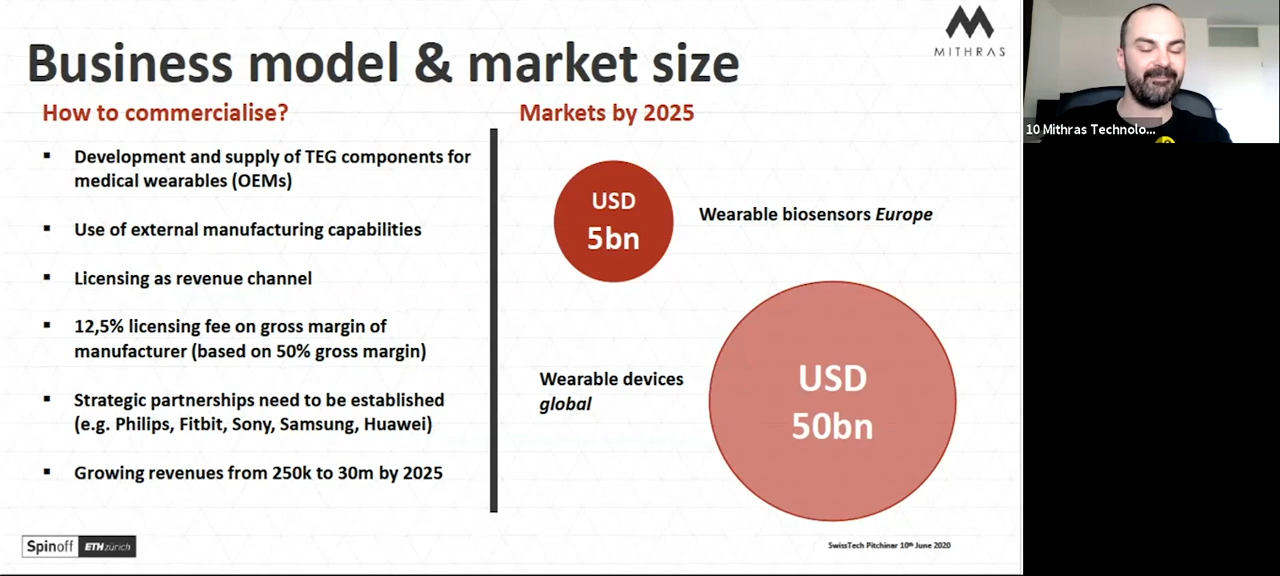 MITHRAS
Business model & market size
How to commercialise?
▪ Development and supply of TEG components for
medical wearables (OEMs)
▪ Use of external manufacturing capabilities
▪ Licensing as revenue channel
▪ 12,5% licensing fee on gross margin of
manufacturer (based on 50% gross margin)
▪ Strategic partnerships need to be established
(e.g. Philips, Fitbit, Sony, Samsung, Huawei)
▪ Growing revenues from 250k to 30m by 2025
Markets by 2025
USD
5bn
Wearable biosensors Europe
Wearable devices
global
USD
50bn
Spinoff ETH zürich
SwissTech Pitchinar 10th June 2020
10 Mithras Technolo...